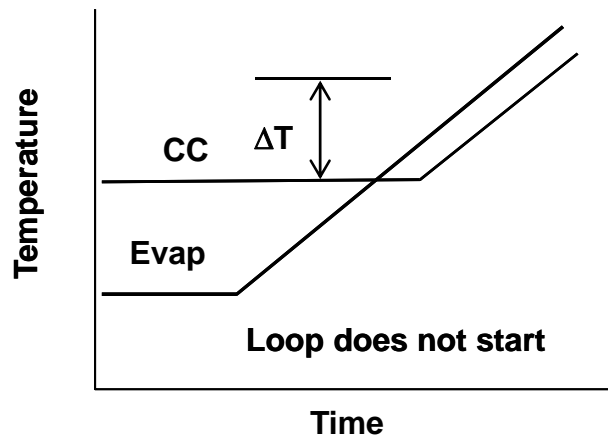 Temperature
CC
ΔT
Evap
Loop does not start
Time